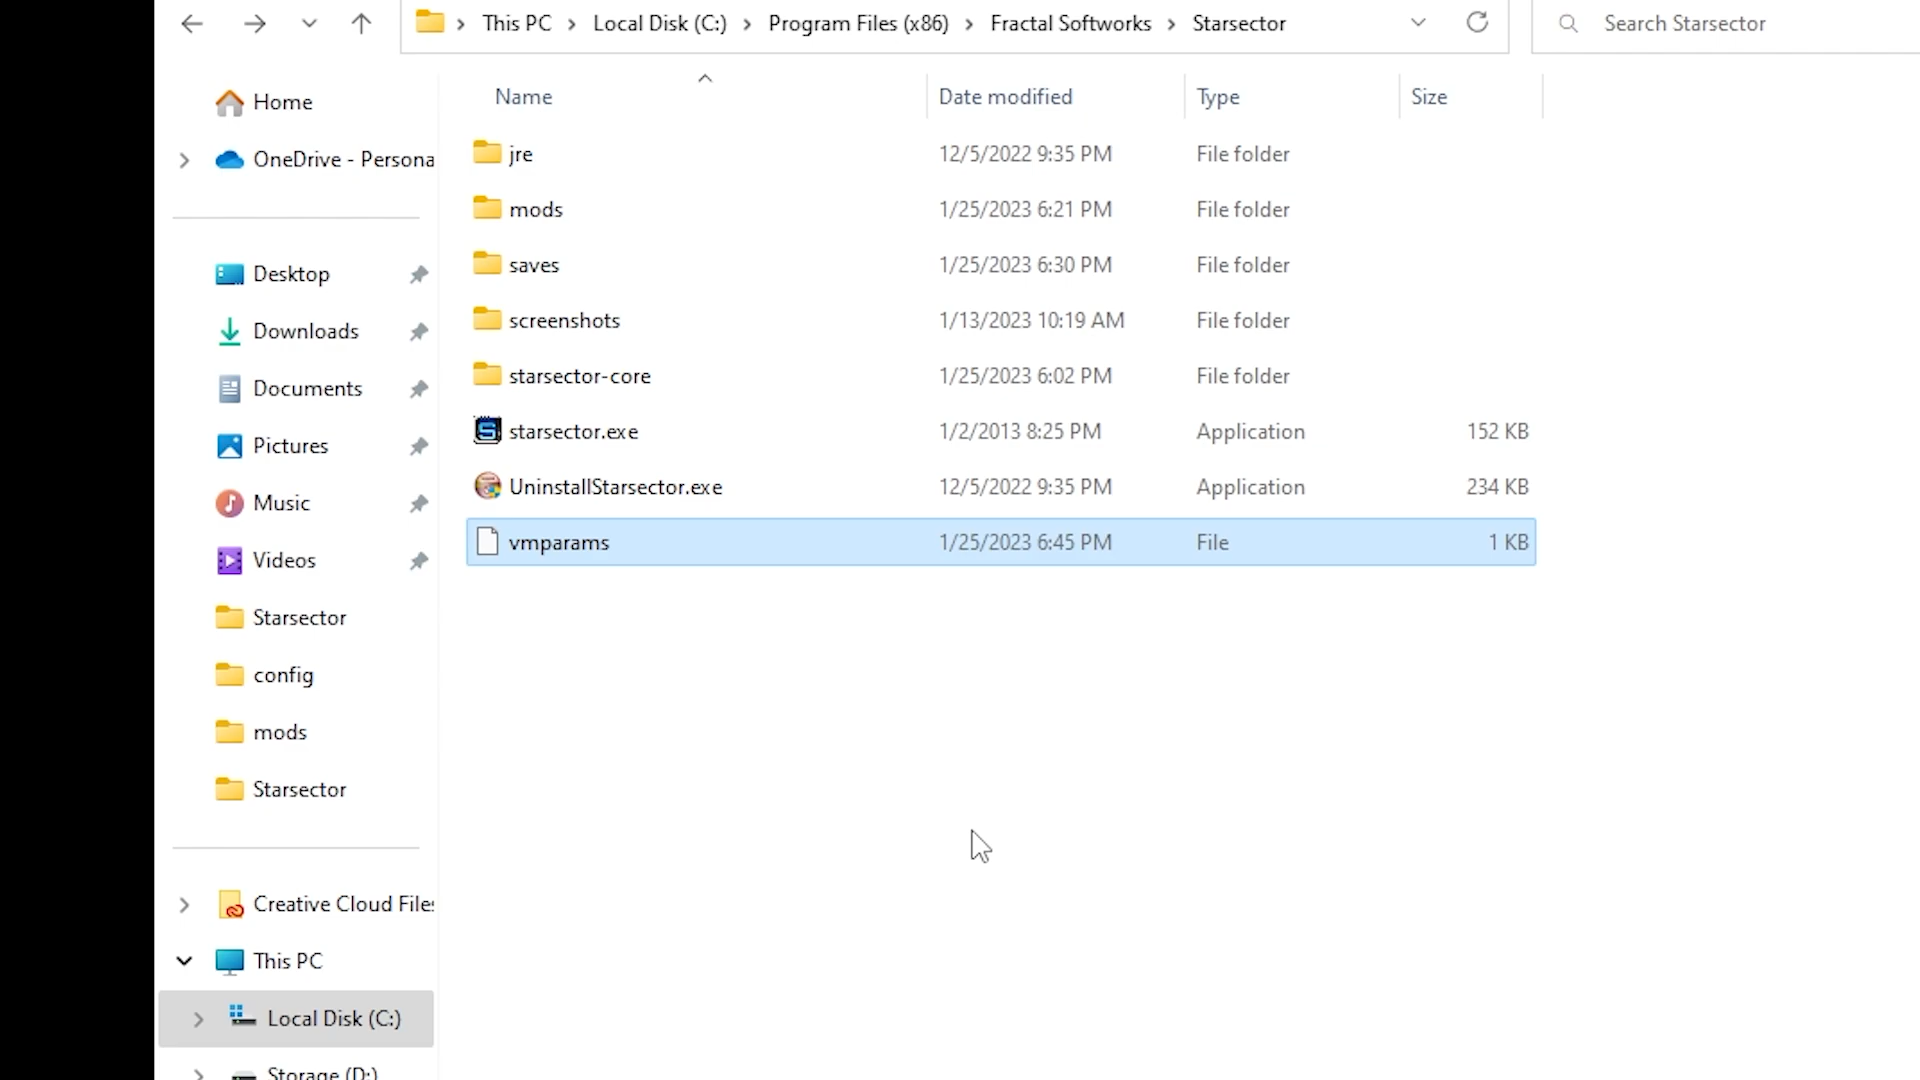 This PC > Local Disk (C:) > Program Files (x86) > Fractal Softworks > Starsector
Search Starsector
Home
OneDrive - Persona
Desktop
Downloads
Documents
Pictures
Music
Videos
Starsector
config
mods
Starsector
Creative Cloud Files
This PC
Local Disk (C:)
Storage (D:)
Name Date modified Type Size
jre 12/5/2022 9:35 PM File folder
mods 1/25/2023 6:21 PM File folder
saves 1/25/2023 6:30 PM File folder
screenshots 1/13/2023 10:19 AM File folder
starsector-core 1/25/2023 6:02 PM File folder
starsector.exe 1/2/2013 8:25 PM Application 152 KB
UninstallStarsector.exe 12/5/2022 9:35 PM Application 234 KB
vmparams 1/25/2023 6:45 PM File 1 KB